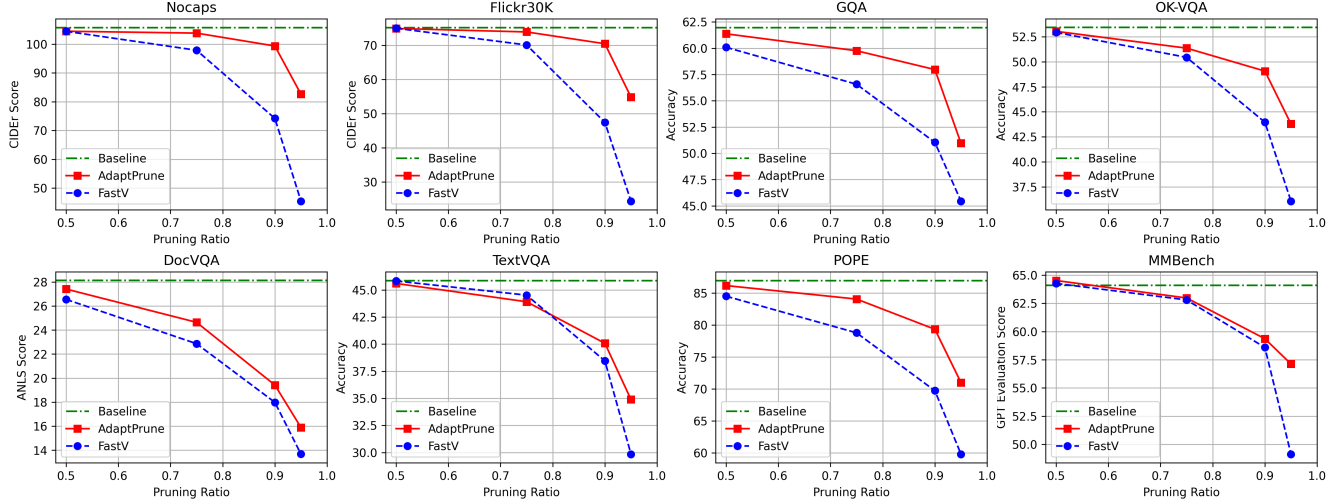 Nocaps
CIDEr Score
100
90
80
70
60
50
Baseline
AdaptPrune
FastV
0.5 0.6 0.7 0.8 0.9 1.0
Pruning Ratio
Flickr30K
CIDEr Score
70
60
50
40
30
Baseline
AdaptPrune
FastV
0.5 0.6 0.7 0.8 0.9 1.0
Pruning Ratio
GQA
Accuracy
62.5
60.0
57.5
55.0
52.5
50.0
47.5
45.0
Baseline
AdaptPrune
FastV
0.5 0.6 0.7 0.8 0.9 1.0
Pruning Ratio
OK-VQA
Accuracy
52.5
50.0
47.5
45.0
42.5
40.0
37.5
Baseline
AdaptPrune
FastV
0.5 0.6 0.7 0.8 0.9 1.0
Pruning Ratio
DocVQA
ANLS Score
28
26
24
22
20
18
16
14
Baseline
AdaptPrune
FastV
0.5 0.6 0.7 0.8 0.9 1.0
Pruning Ratio
TextVQA
Accuracy
45.0
42.5
40.0
37.5
35.0
32.5
30.0
Baseline
AdaptPrune
FastV
0.5 0.6 0.7 0.8 0.9 1.0
Pruning Ratio
POPE
Accuracy
85
80
75
70
65
60
Baseline
AdaptPrune
FastV
0.5 0.6 0.7 0.8 0.9 1.0
Pruning Ratio
MMBench
GPT Evaluation Score
65.0
62.5
60.0
57.5
55.0
52.5
50.0
Baseline
AdaptPrune
FastV
0.5 0.6 0.7 0.8 0.9 1.0
Pruning Ratio